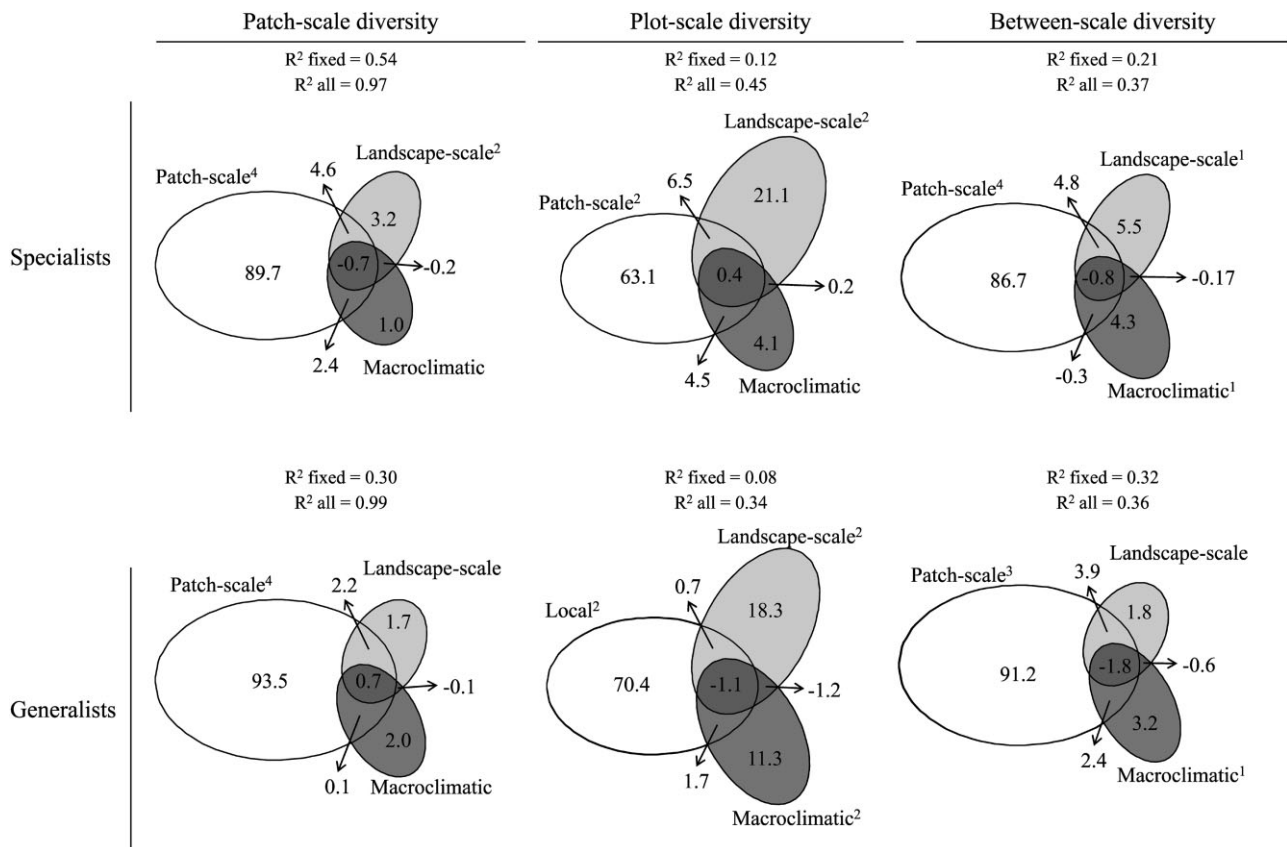 Patch-scale diversity
Plot-scale diversity
Between-scale diversity
Specialists
R² fixed = 0.54
R² all = 0.97
Patch-scale⁴
4.6
Landscape-scale²
3.2
89.7
-0.7
-0.2
1.0
2.4
Macroclimatic
R² fixed = 0.12
R² all = 0.45
Landscape-scale²
Patch-scale²
6.5
21.1
63.1
0.4
0.2
4.1
4.5
Macroclimatic
R² fixed = 0.21
R² all = 0.37
Landscape-scale¹
Patch-scale⁴
4.8
5.5
86.7
-0.8
-0.17
4.3
-0.3
Macroclimatic¹
Generalists
R² fixed = 0.30
R² all = 0.99
Patch-scale⁴
2.2
Landscape-scale
1.7
93.5
0.7
-0.1
2.0
0.1
Macroclimatic
R² fixed = 0.08
R² all = 0.34
Landscape-scale²
Local²
0.7
18.3
70.4
-1.1
-1.2
11.3
1.7
Macroclimatic²
R² fixed = 0.32
R² all = 0.36
Landscape-scale
Patch-scale³
3.9
1.8
91.2
-1.8
-0.6
3.2
2.4
Macroclimatic¹